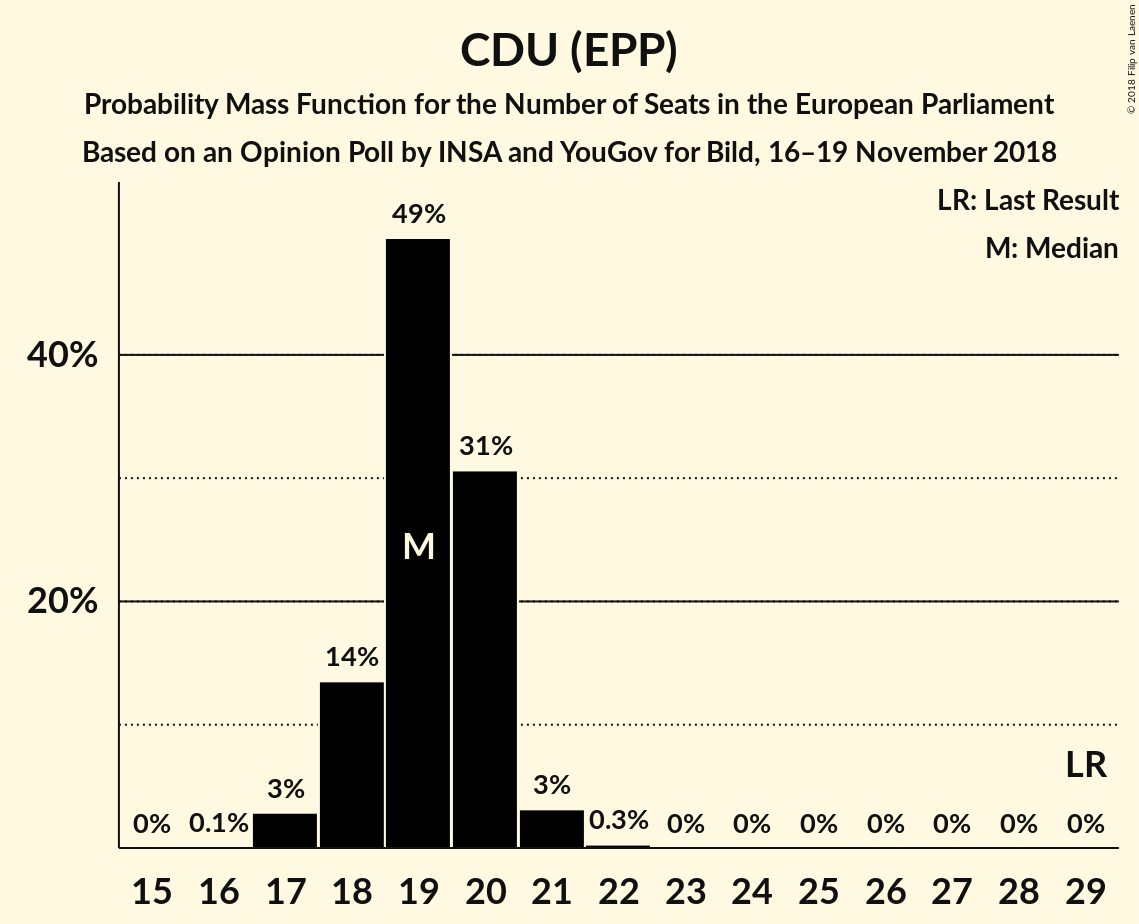 CDU (EPP)
Probability Mass Function for the Number of Seats in the European Parliament
Based on an Opinion Poll by INSA and YouGov for Bild, 16–19 November 2018
© 2018 Filip van Laenen
LR: Last Result
M: Median
40%
20%
0%
0.1%
3%
14%
49%
31%
3%
0.3%
0%
0%
0%
0%
0%
0%
0%
M
LR
15 16 17 18 19 20 21 22 23 24 25 26 27 28 29